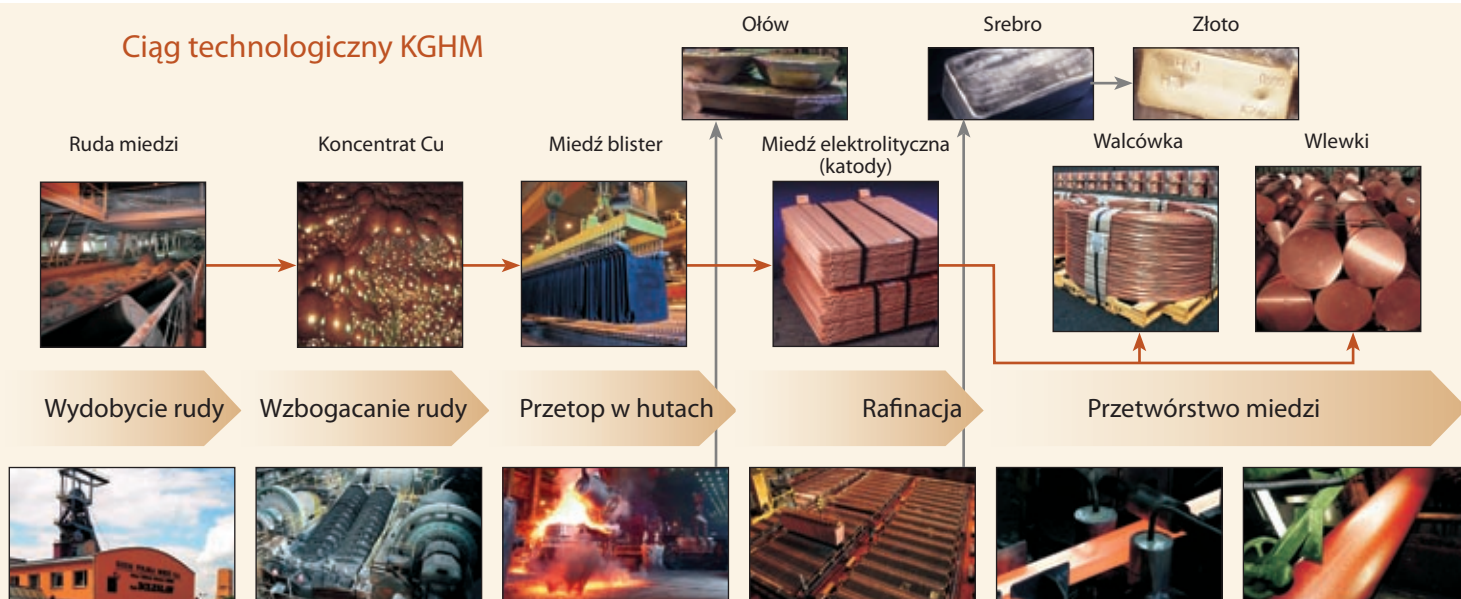 Ciąg technologiczny KGHM
Ołów
Srebro
Złoto
Ruda miedzi
Koncentrat Cu
Miedź blister
Miedź elektrolityczna
(katody)
Walcówka
Wlewki
Wydobycie rudy
Wzbogacanie rudy
Przetop w hutach
Rafinacja
Przetwórstwo miedzi